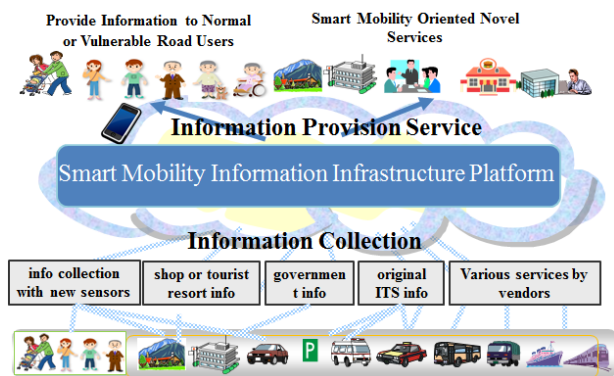 Provide Information to Normal
or Vulnerable Road Users
Smart Mobility Oriented Novel
Services
Information Provision Service
Smart Mobility Information Infrastructure Platform
Information Collection
info collection
with new sensors
shop or tourist
resort info
governmen
t info
original
ITS info
Various services by
vendors
P